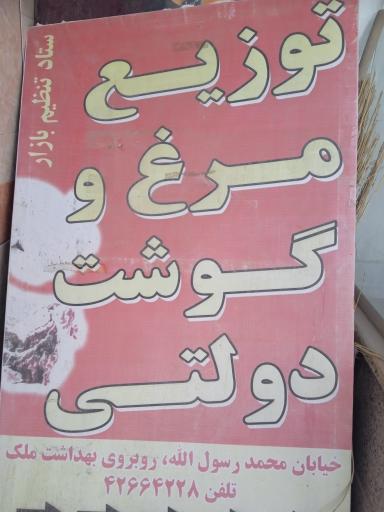 ستاد تنظیم بازار
توزیع
مرغ و
گوشت
دولتی
خیابان محمد رسول الله، روبروی بهداشت ملک
تلفن ۴۲۶۶۴۲۲۸